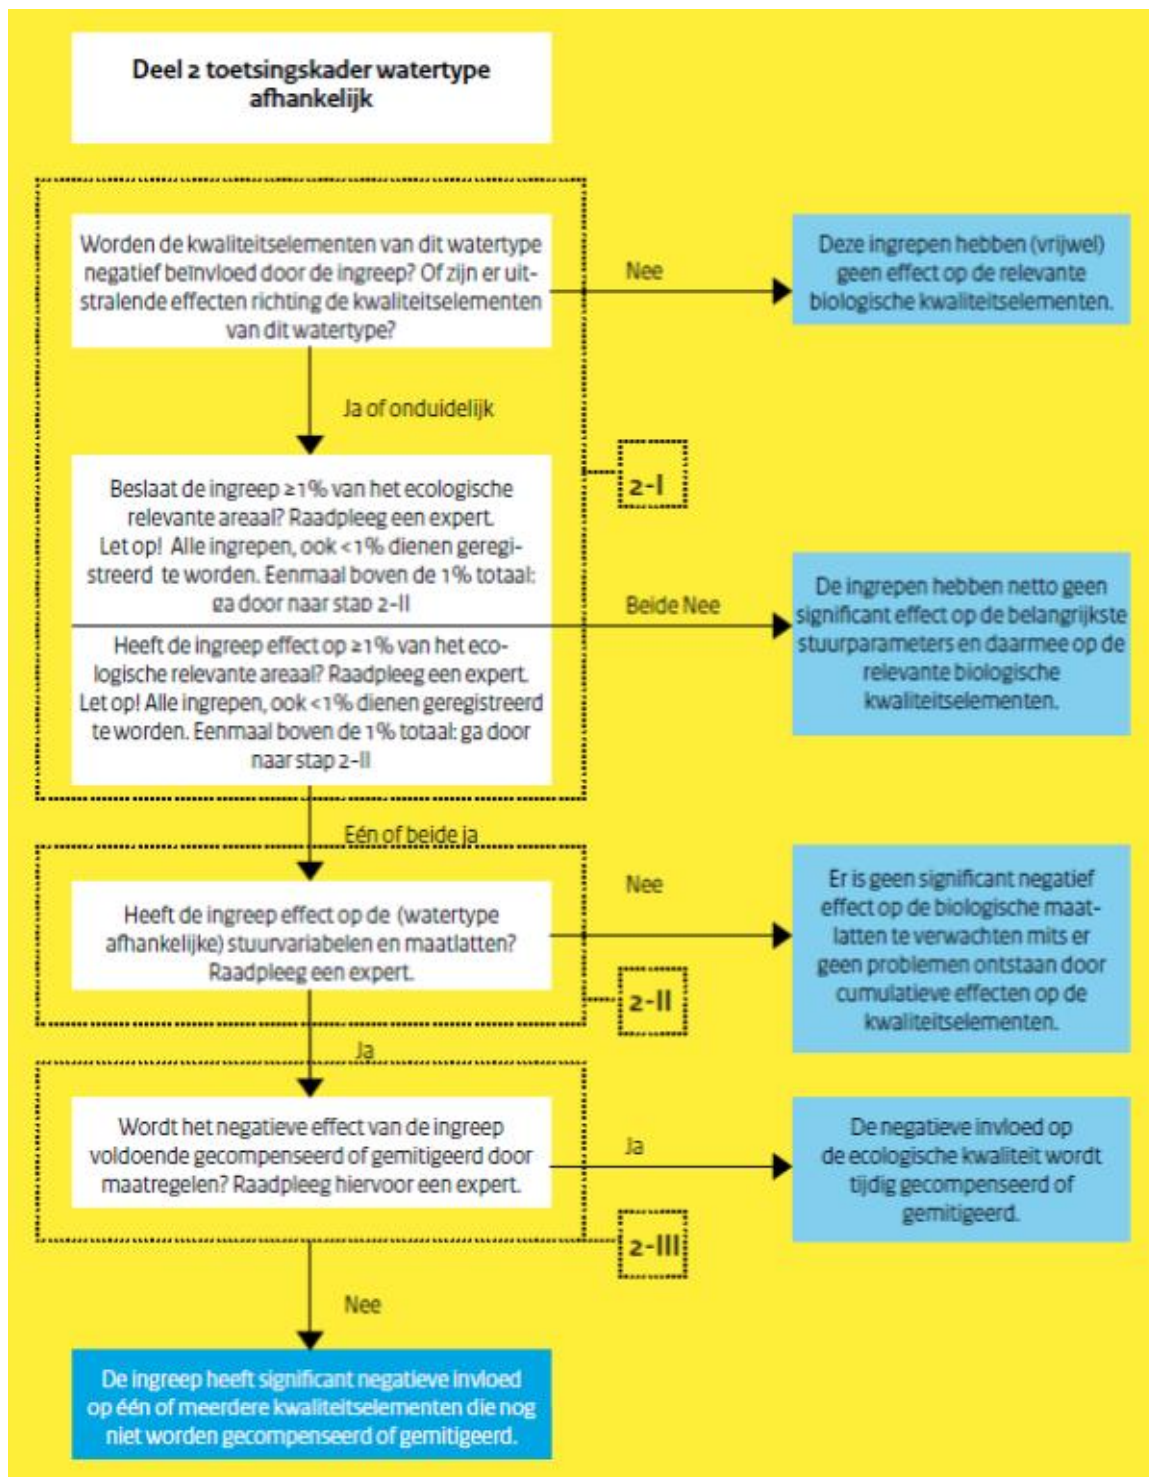 Deel 2 toetsingskader watertype
afhankelijk
Worden de kwaliteitselementen van dit watertype
negatief beïnvloed door de ingreep? Of zijn er uit-
stralende effecten richting de kwaliteitselementen
van dit watertype?
Nee
Deze ingrepen hebben (vrijwel)
geen effect op de relevante
biologische kwaliteitselementen.
Ja of onduidelijk
2-I
Beslaat de ingreep ≥1% van het ecologische
relevante areaal? Raadpleeg een expert.
Let op! Alle ingrepen, ook <1% dienen geregi-
streerd te worden. Eenmaal boven de 1% totaal:
ga door naar stap 2-II
Beide Nee
De ingrepen hebben netto geen
significant effect op de belangrijkste
stuurparameters en daarmee op de
relevante biologische
kwaliteitselementen.
Heeft de ingreep effect op ≥1% van het eco-
logische relevante areaal? Raadpleeg een expert.
Let op! Alle ingrepen, ook <1% dienen geregistreerd
te worden. Eenmaal boven de 1% totaal: ga door
naar stap 2-II
Eén of beide ja
Heeft de ingreep effect op de (watertype
afhankelijke) stuurvariabelen en maatlatten?
Raadpleeg een expert.
Nee
Er is geen significant negatief
effect op de biologische maat-
latten te verwachten mits er
geen problemen ontstaan door
cumulatieve effecten op de
kwaliteitselementen.
2-II
Ja
Wordt het negatieve effect van de ingreep
voldoende gecompenseerd of gemitigeerd door
maatregelen? Raadpleeg hiervoor een expert.
Ja
De negatieve invloed op
de ecologische kwaliteit wordt
tijdig gecompenseerd of
gemitigeerd.
2-III
Nee
De ingreep heeft significant negatieve invloed
op één of meerdere kwaliteitselementen die nog
niet worden gecompenseerd of gemitigeerd.